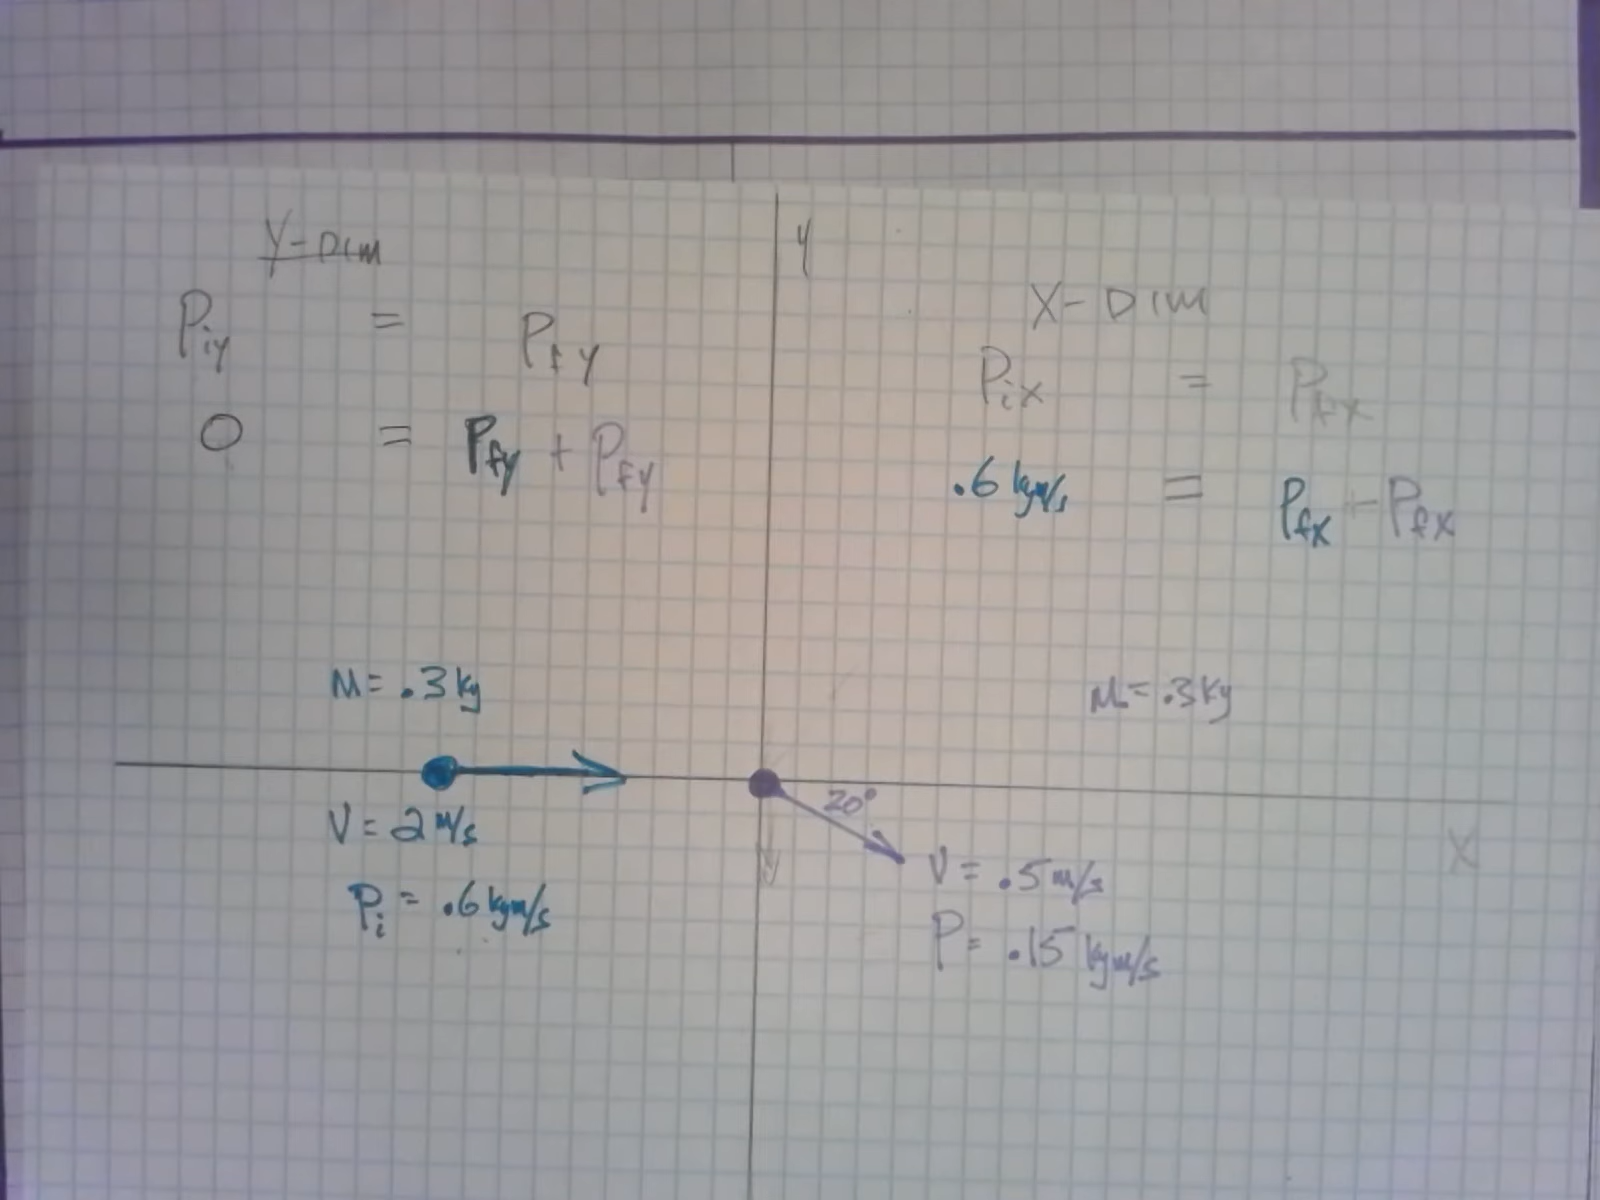 Y-DIM
Piy = Pfy
0 = Pfy + Pfy
y
X-DIM
Pix = Pfx
.6 kgm/s = Pfx + Pfx
M = .3 kg
V = 2 m/s
Pi = .6 kgm/s
M = .3 kg
20°
V = .5 m/s
P = .15 kgm/s
X